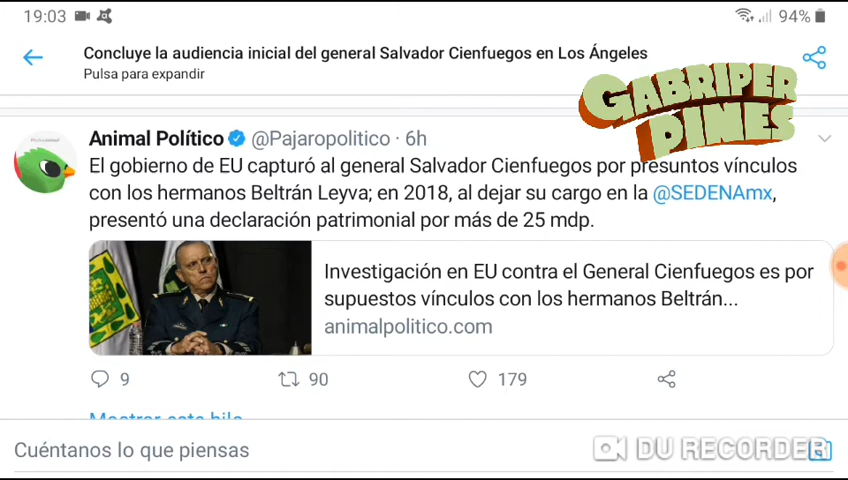 19:03
94%
Concluye la audiencia inicial del general Salvador Cienfuegos en Los Ángeles
Pulsa para expandir
GABRIPER
PINES
Animal Político @Pajaropolitico · 6h
El gobierno de EU capturó al general Salvador Cienfuegos por presuntos vínculos
con los hermanos Beltrán Leyva; en 2018, al dejar su cargo en la @SEDENAmx,
presentó una declaración patrimonial por más de 25 mdp.
Investigación en EU contra el General Cienfuegos es por
supuestos vínculos con los hermanos Beltrán...
animalpolitico.com
9
90
179
Mostrar este hilo
Cuéntanos lo que piensas
DU RECORDER